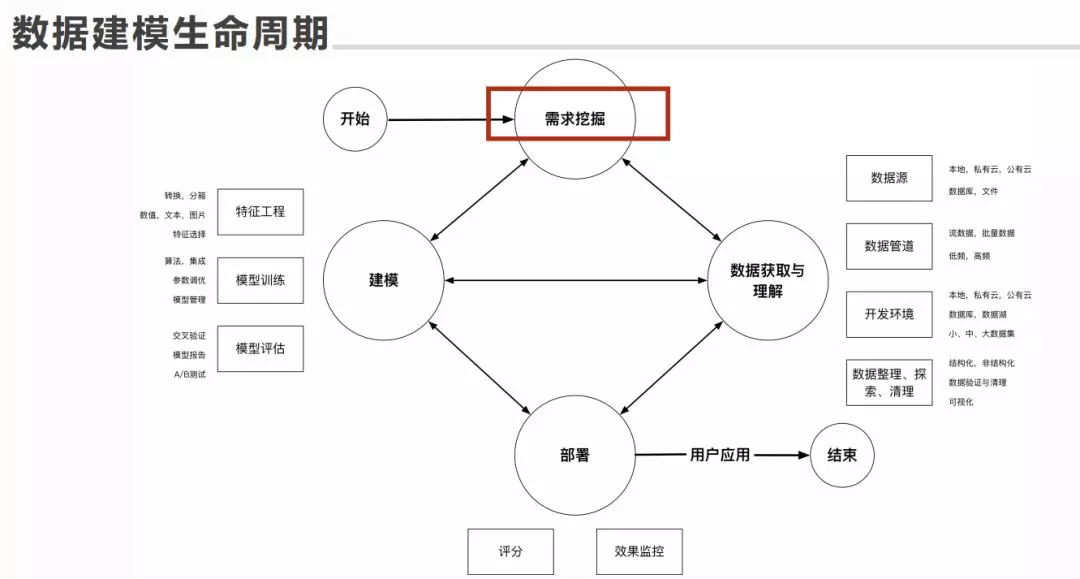 数据建模生命周期
开始
需求挖掘
转换，分箱
数值，文本，图片
特征选择
特征工程
算法，集成
参数调优
模型管理
模型训练
交叉验证
模型报告
A/B测试
模型评估
建模
数据获取与
理解
数据源
本地，私有云，公有云
数据库，文件
数据管道
流数据，批量数据
低频，高频
开发环境
本地，私有云，公有云
数据库，数据湖
小、中、大数据集
数据整理、探
索、清理
结构化，非结构化
数据验证与清理
可视化
部署
用户应用
结束
评分
效果监控